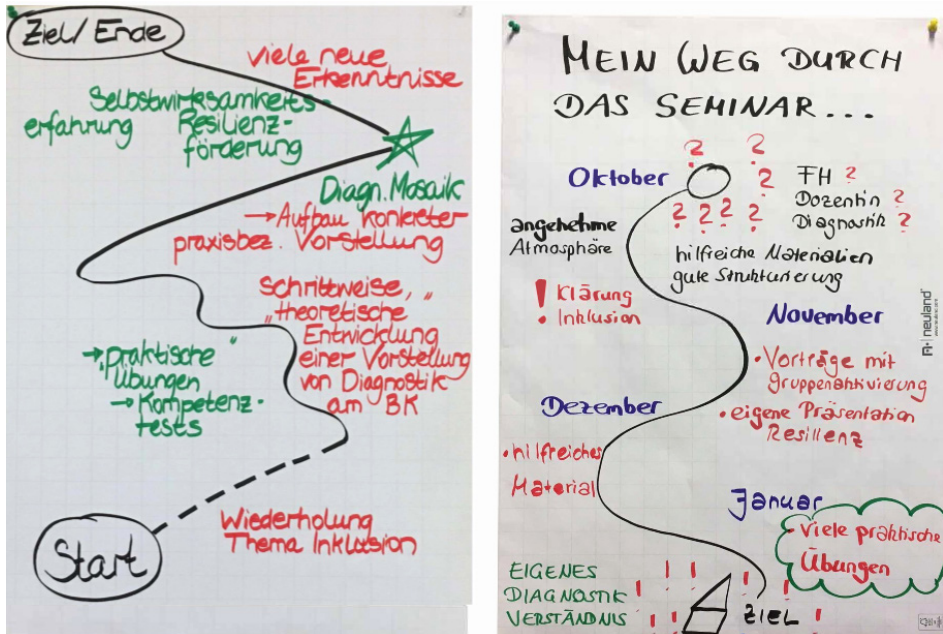 Ziel/Ende
viele neue
Erkenntnisse
Selbstwirksamkeits-
erfahrung Resilienz-
förderung
Diagn. Mosaik
→ Aufbau konkreter
praxisbez. Vorstellung
Schrittweise, "
"theoretische
Entwicklung
einer Vorstellung
von Diagnostik
am BK
→ "praktische"
Übungen
→ Kompetenz-
tests
Wiederholung
Thema Inklusion
Start
MEIN WEG DURCH
DAS SEMINAR...
? ?
Oktober ? FH ?
? ? ? ? Dozentin ?
Diagnostik ?
angenehme
Atmosphäre
hilfreiche Materialien
gute Strukturierung
! Klärung
Inklusion
November
• Vorträge mit
gruppenaktivierung
• eigene Präsentation
Resilienz
Dezember
• hilfreiches
Material
Januar
• viele praktische
Übungen
EIGENES
DIAGNOSTIK
VERSTÄNDNIS
! ! ! ! ! ! ! !
ZIEL
neuland